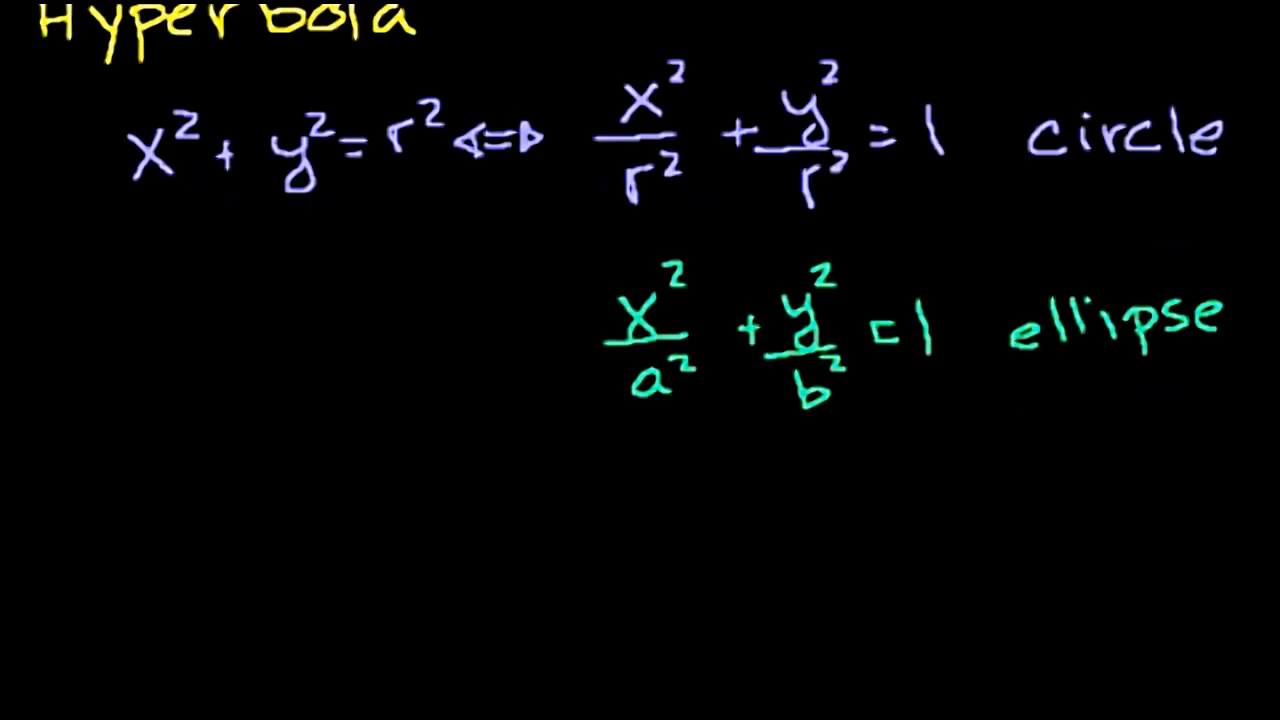 Hyperbola
x² + y² = r² ⇔ x²/r² + y²/r² = 1 circle
x²/a² + y²/b² = 1 ellipse